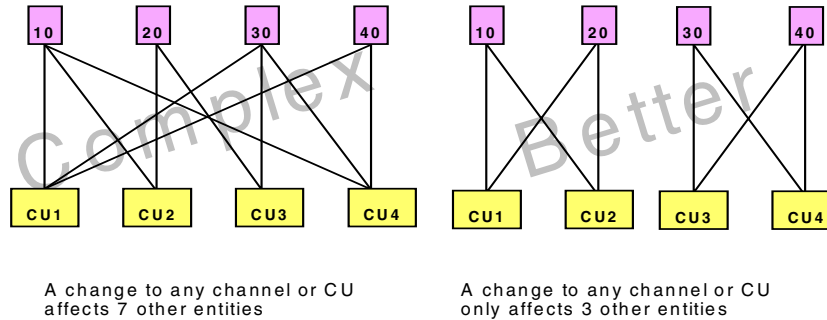 10 20 30 40
Complex
CU1 CU2 CU3 CU4
A change to any channel or CU
affects 7 other entities
10 20 30 40
Better
CU1 CU2 CU3 CU4
A change to any channel or CU
only affects 3 other entities